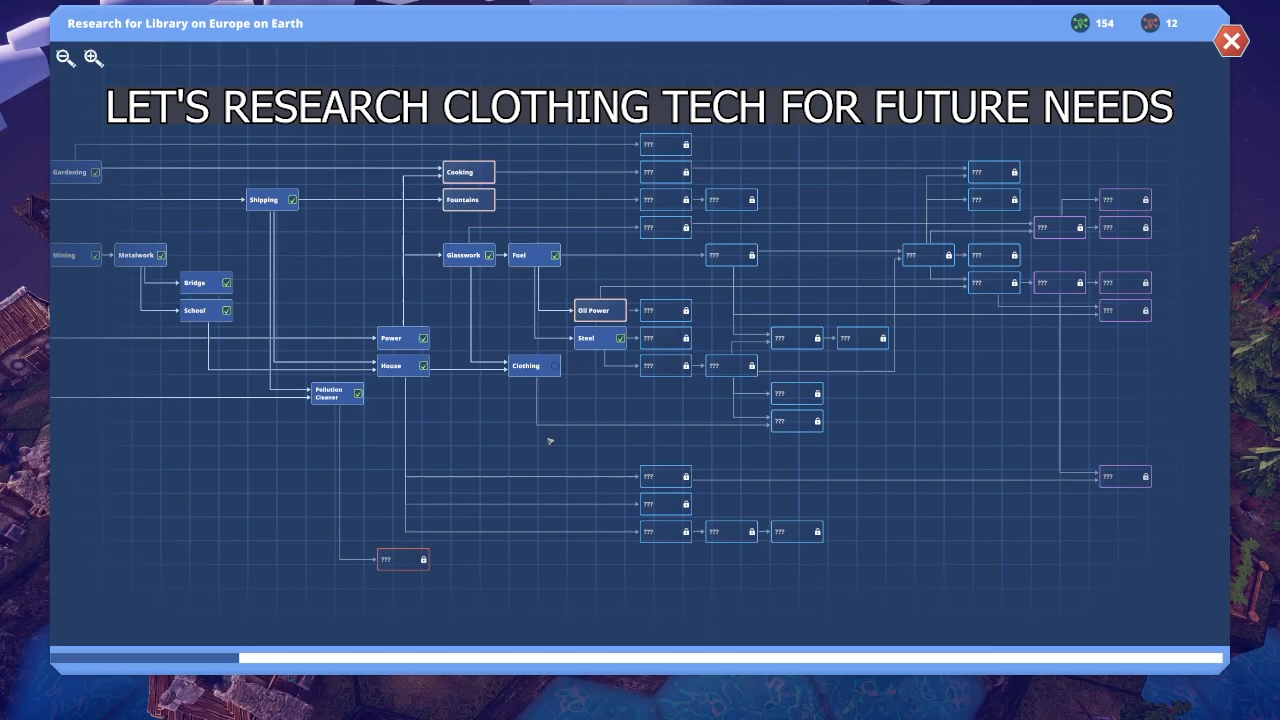 Research for Library on Europe on Earth
154
12
LET'S RESEARCH CLOTHING TECH FOR FUTURE NEEDS
???
Gardening
Cooking
???
???
Shipping
Fountains
???
???
???
???
???
???
???
Mining
Metalwork
Glasswork
Fuel
???
???
???
Bridge
???
???
???
School
Oil Power
???
???
Power
Steel
???
???
???
House
Clothing
???
???
Pollution
Cleaner
???
???
???
???
???
???
???
???
???